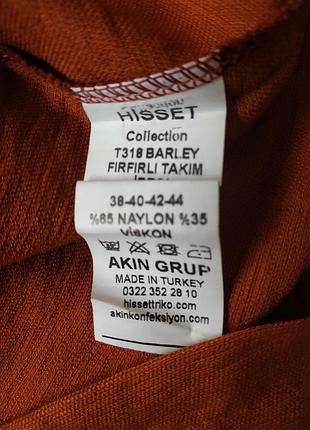 HISSET
Collection
T318 BARLEY
FIRFIRLI TAKIM
38-40-42-44
%65 NAYLON %35
VİSKON
AKIN GRUP
MADE IN TURKEY
0322 352 28 10
hissettriko.com
akinkonfeksiyon.com